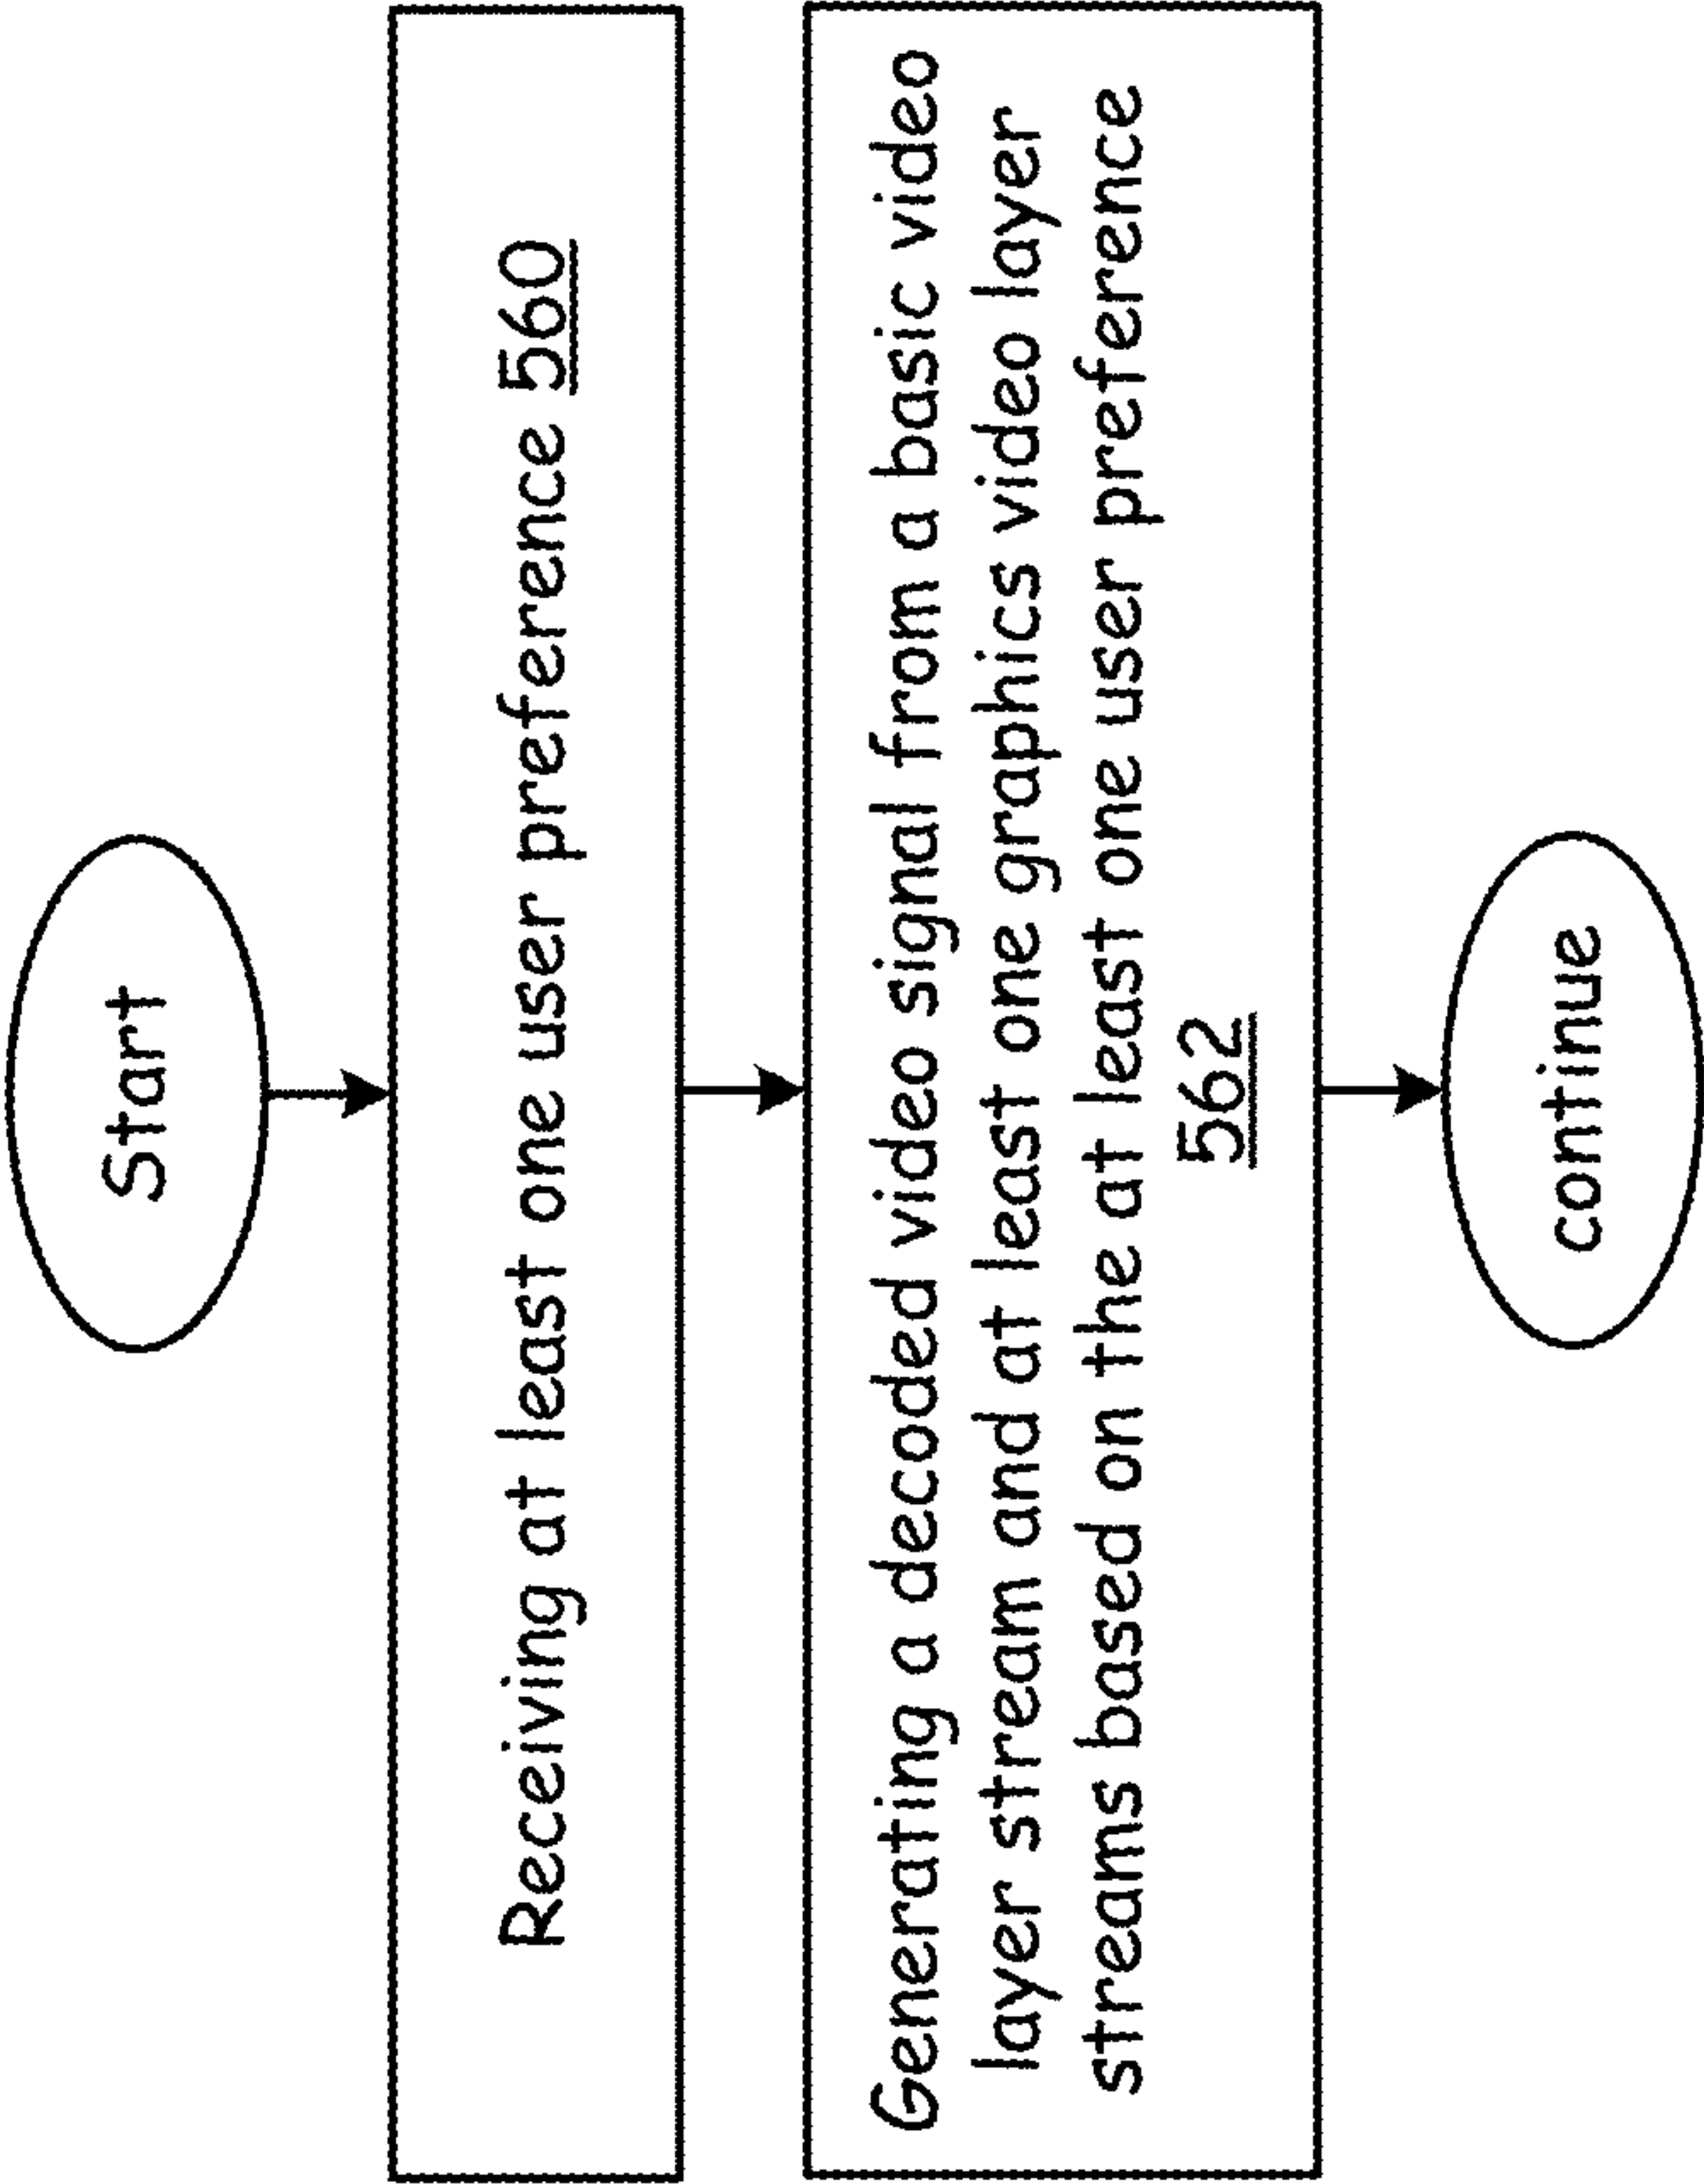 Start
Receiving at least one user preference 560
Generating a decoded video signal from a basic video
layer stream and at least one graphics video layer
streams based on the at least one user preference
562
continue